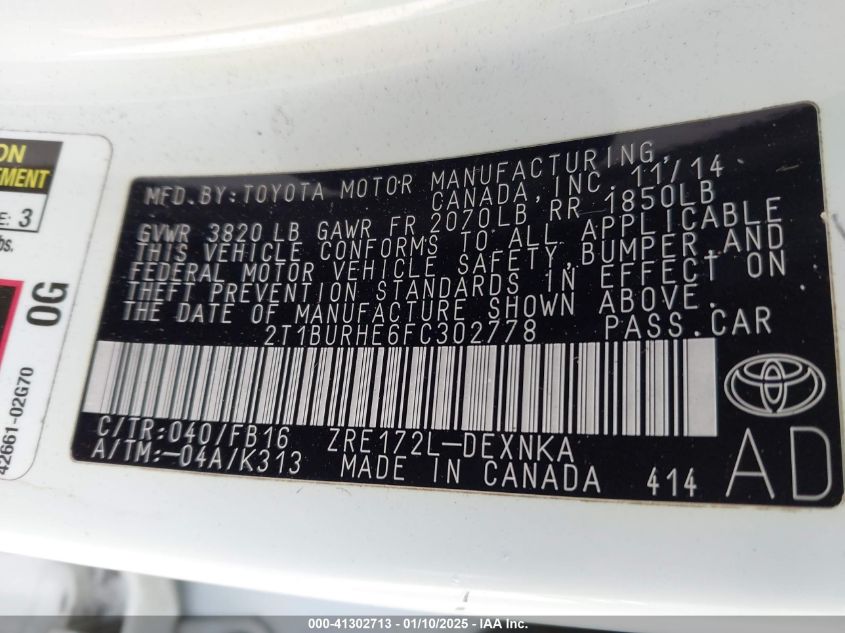 ON
TEMENT
E: 3
bs.
0G
42661-02G70
MFD. BY: TOYOTA MOTOR MANUFACTURING,
CANADA, INC. 11/14
GVWR 3820 LB GAWR FR 2070LB RR 1850LB
THIS VEHICLE CONFORMS TO ALL APPLICABLE
FEDERAL MOTOR VEHICLE SAFETY, BUMPER, AND
THEFT PREVENTION STANDARDS IN EFFECT ON
THE DATE OF MANUFACTURE SHOWN ABOVE.
2T1BURHE6FC302778 PASS.CAR
C/TR:040/FB16 ZRE172L-DEXNKA
A/TM:-04A/K313 MADE IN CANADA 414
AD
000-41302713 - 01/10/2025 - IAA Inc.